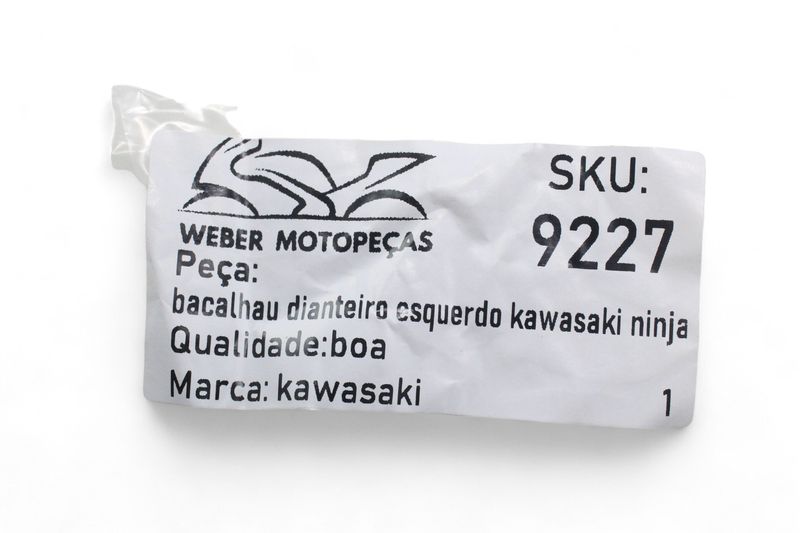 WEBER MOTOPEÇAS
SKU:
9227
Peça:
bacalhau dianteiro esquerdo kawasaki ninja
Qualidade:boa
Marca: kawasaki
1